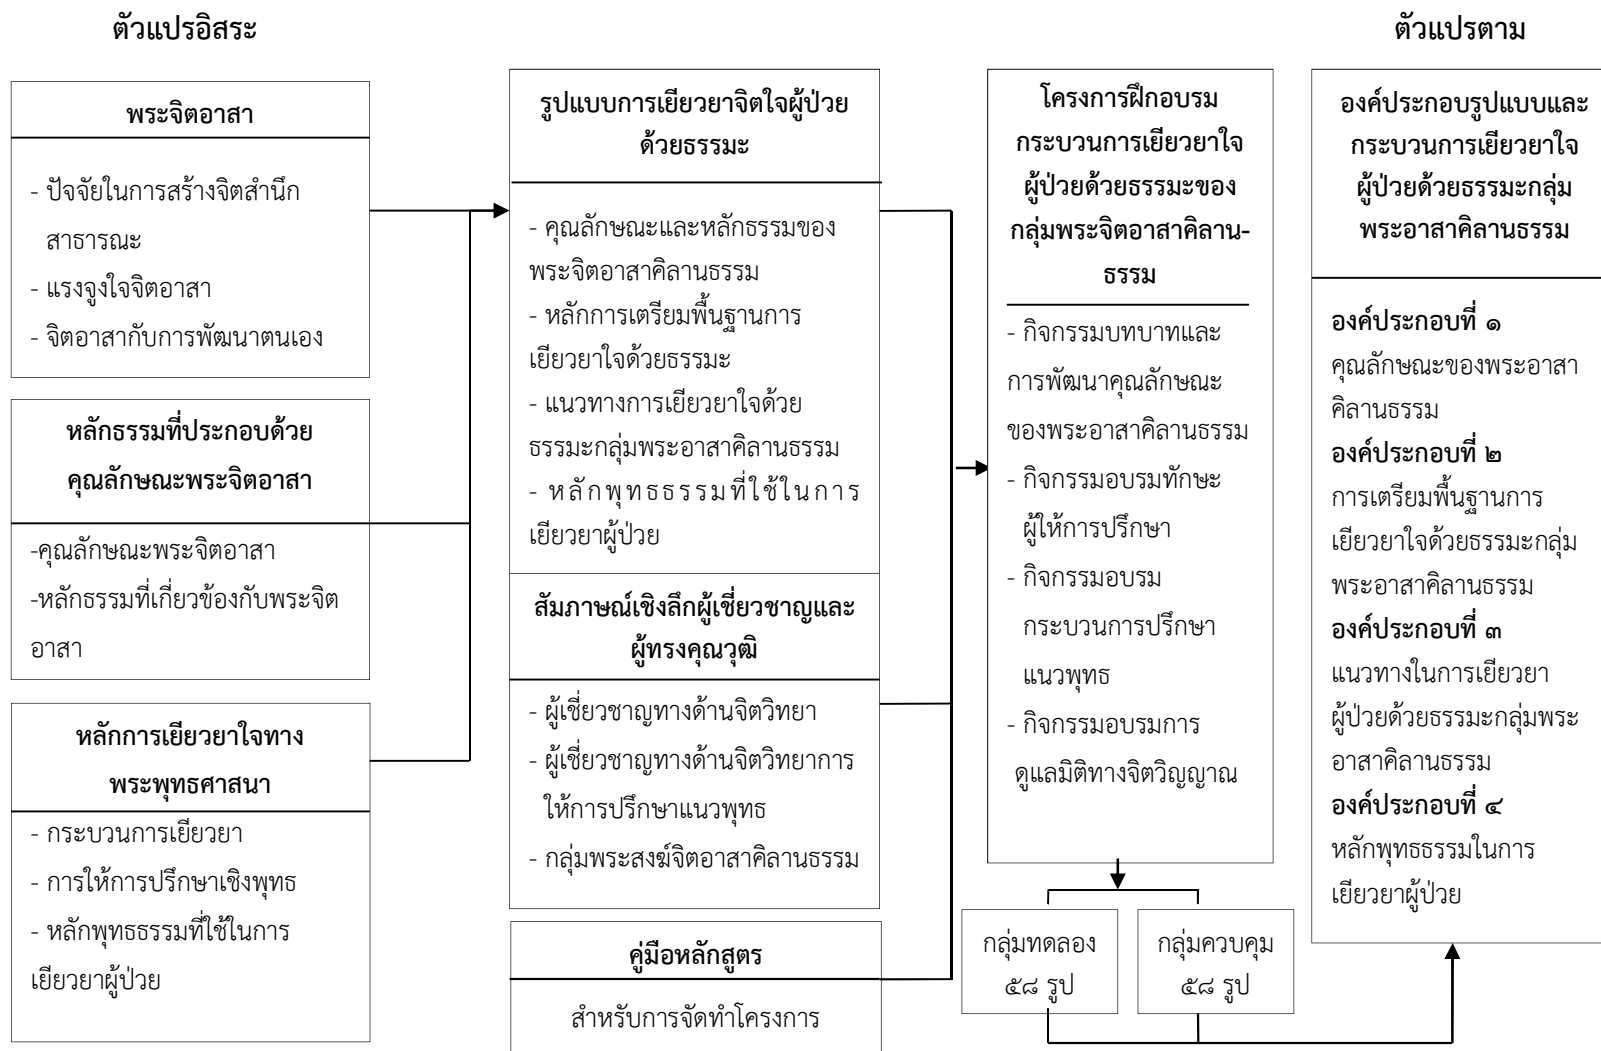 ตัวแปรอิสระ
ตัวแปรตาม
พระจิตอาสา
- ปัจจัยในการสร้างจิตสำนึก
สาธารณะ
- แรงจูงใจจิตอาสา
- จิตอาสากับการพัฒนาตนเอง
หลักธรรมที่ประกอบด้วย
คุณลักษณะพระจิตอาสา
-คุณลักษณะพระจิตอาสา
-หลักธรรมที่เกี่ยวข้องกับพระจิต
อาสา
หลักการเยียวยาใจทาง
พระพุทธศาสนา
- กระบวนการเยียวยา
- การให้การปรึกษาเชิงพุทธ
- หลักพุทธธรรมที่ใช้ในการ
เยียวยาผู้ป่วย
รูปแบบการเยียวยาจิตใจผู้ป่วย
ด้วยธรรมะ
- คุณลักษณะและหลักธรรมของ
พระจิตอาสาคิลานธรรม
- หลักการเตรียมพื้นฐานการ
เยียวยาใจด้วยธรรมะ
- แนวทางการเยียวยาใจด้วย
ธรรมะกลุ่มพระอาสาคิลานธรรม
- หลักพุทธธรรมที่ใช้ในการ
เยียวยาผู้ป่วย
สัมภาษณ์เชิงลึกผู้เชี่ยวชาญและ
ผู้ทรงคุณวุฒิ
- ผู้เชี่ยวชาญทางด้านจิตวิทยา
- ผู้เชี่ยวชาญทางด้านจิตวิทยาการ
ให้การปรึกษาแนวพุทธ
- กลุ่มพระสงฆ์จิตอาสาคิลานธรรม
คู่มือหลักสูตร
สำหรับการจัดทำโครงการ
โครงการฝึกอบรม
กระบวนการเยียวยาใจ
ผู้ป่วยด้วยธรรมะของ
กลุ่มพระจิตอาสาคิลาน-
ธรรม
- กิจกรรมบทบาทและ
การพัฒนาคุณลักษณะ
ของพระอาสาคิลานธรรม
- กิจกรรมอบรมทักษะ
ผู้ให้การปรึกษา
- กิจกรรมอบรม
กระบวนการปรึกษา
แนวพุทธ
- กิจกรรมอบรมการ
ดูแลมิติทางจิตวิญญาณ
กลุ่มทดลอง
๕๘ รูป
กลุ่มควบคุม
๕๘ รูป
องค์ประกอบรูปแบบและ
กระบวนการเยียวยาใจ
ผู้ป่วยด้วยธรรมะกลุ่ม
พระอาสาคิลานธรรม
องค์ประกอบที่ ๑
คุณลักษณะของพระอาสา
คิลานธรรม
องค์ประกอบที่ ๒
การเตรียมพื้นฐานการ
เยียวยาใจด้วยธรรมะกลุ่ม
พระอาสาคิลานธรรม
องค์ประกอบที่ ๓
แนวทางในการเยียวยา
ผู้ป่วยด้วยธรรมะกลุ่มพระ
อาสาคิลานธรรม
องค์ประกอบที่ ๔
หลักพุทธธรรมในการ
เยียวยาผู้ป่วย